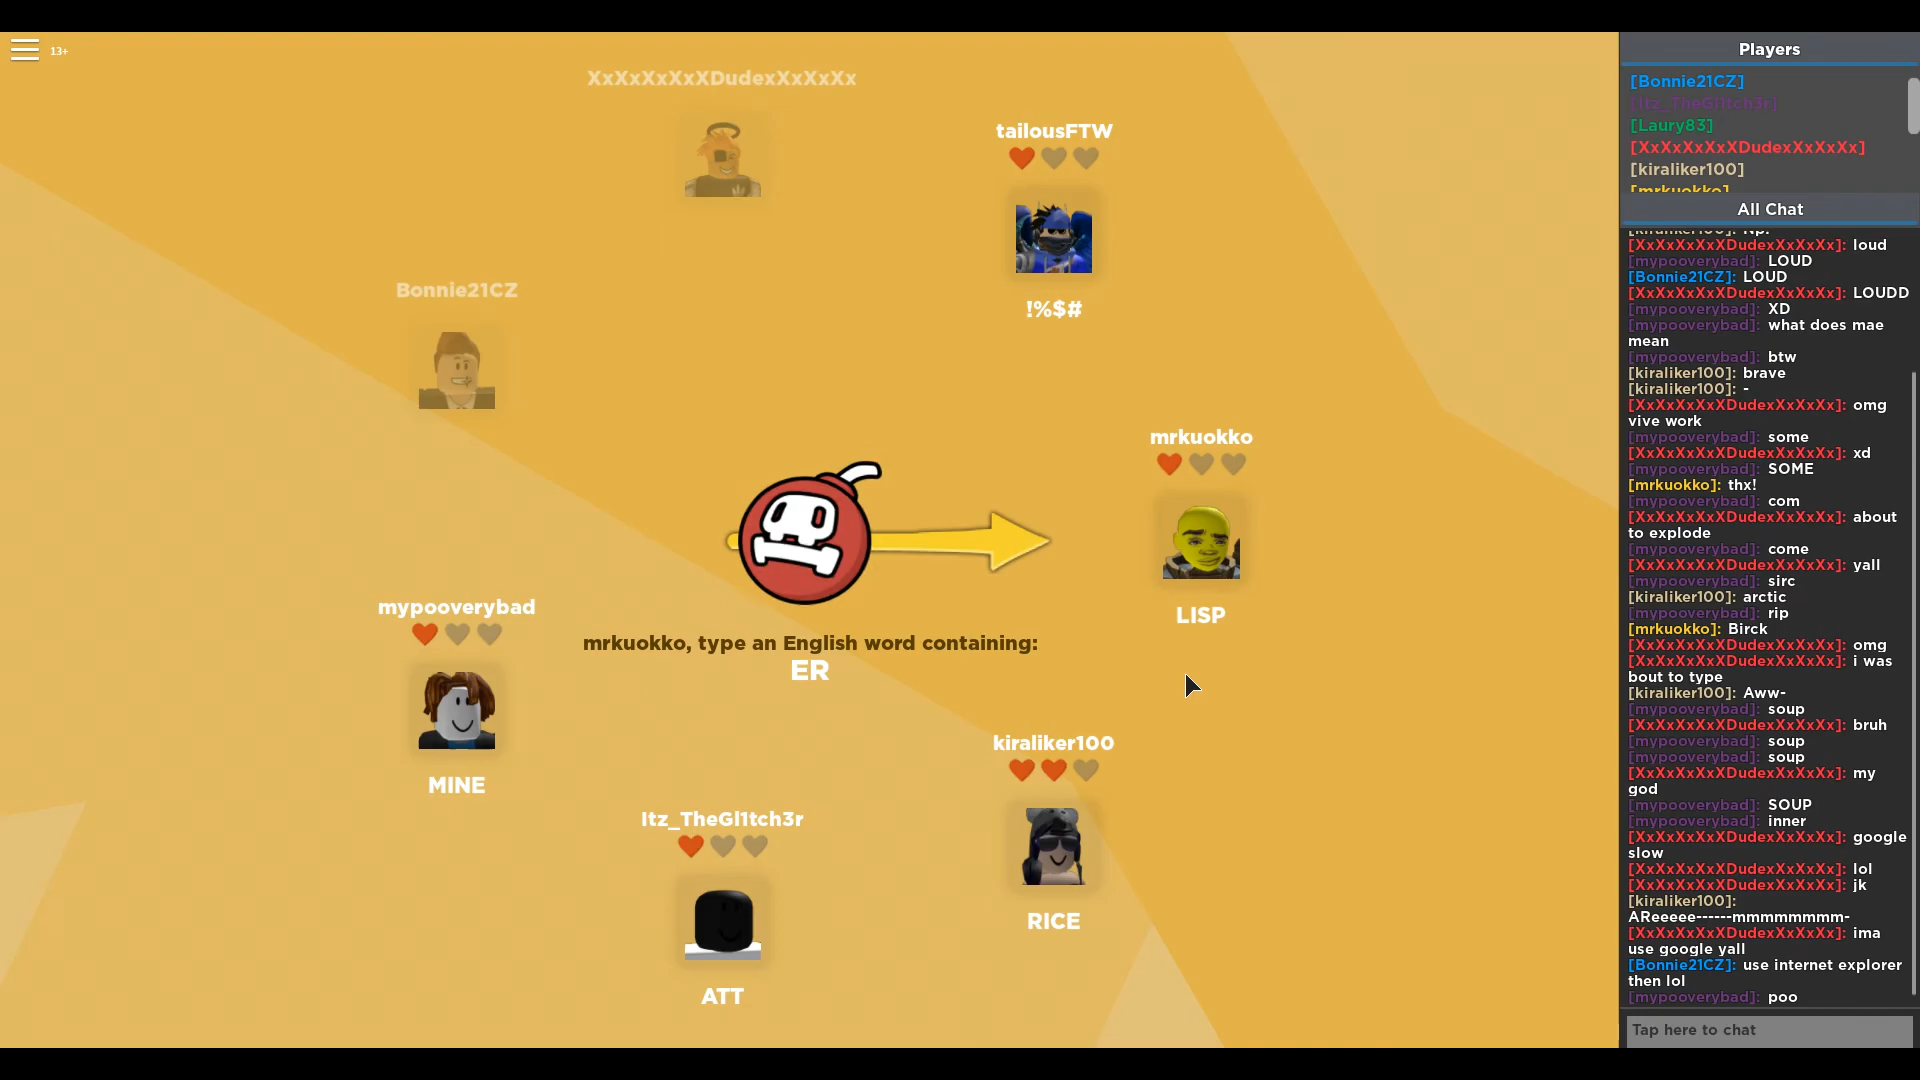 13+
XxXxXxXxXDudexXxXxXx
tailousFTW
!%$#
Bonnie21CZ
mrkuokko
LISP
mypooverybad
MINE
mrkuokko, type an English word containing:
ER
kiraliker100
RICE
Itz_TheGl1tch3r
ATT
Players
[Bonnie21CZ]
[Itz_TheGl1tch3r]
[Laury83]
[XxXxXxXxXDudexXxXxXx]
[kiraliker100]
[mrkuokko]
All Chat
[kiraliker100]: Np!
[XxXxXxXxXDudexXxXxXx]: loud
[mypooverybad]: LOUD
[Bonnie21CZ]: LOUD
[XxXxXxXxXDudexXxXxXx]: LOUDD
[mypooverybad]: XD
[mypooverybad]: what does mae
mean
[mypooverybad]: btw
[kiraliker100]: brave
[kiraliker100]: -
[XxXxXxXxXDudexXxXxXx]: omg
vive work
[mypooverybad]: some
[XxXxXxXxXDudexXxXxXx]: xd
[mypooverybad]: SOME
[mrkuokko]: thx!
[mypooverybad]: com
[XxXxXxXxXDudexXxXxXx]: about
to explode
[mypooverybad]: come
[XxXxXxXxXDudexXxXxXx]: yall
[mypooverybad]: sirc
[kiraliker100]: arctic
[mypooverybad]: rip
[mrkuokko]: Birck
[XxXxXxXxXDudexXxXxXx]: omg
[XxXxXxXxXDudexXxXxXx]: i was
bout to type
[kiraliker100]: Aww-
[mypooverybad]: soup
[XxXxXxXxXDudexXxXxXx]: bruh
[mypooverybad]: soup
[mypooverybad]: soup
[XxXxXxXxXDudexXxXxXx]: my
god
[mypooverybad]: SOUP
[mypooverybad]: inner
[XxXxXxXxXDudexXxXxXx]: google
slow
[XxXxXxXxXDudexXxXxXx]: lol
[XxXxXxXxXDudexXxXxXx]: jk
[kiraliker100]:
AReeeee------mmmmmmmm-
[XxXxXxXxXDudexXxXxXx]: ima
use google yall
[Bonnie21CZ]: use internet explorer
then lol
[mypooverybad]: poo
Tap here to chat